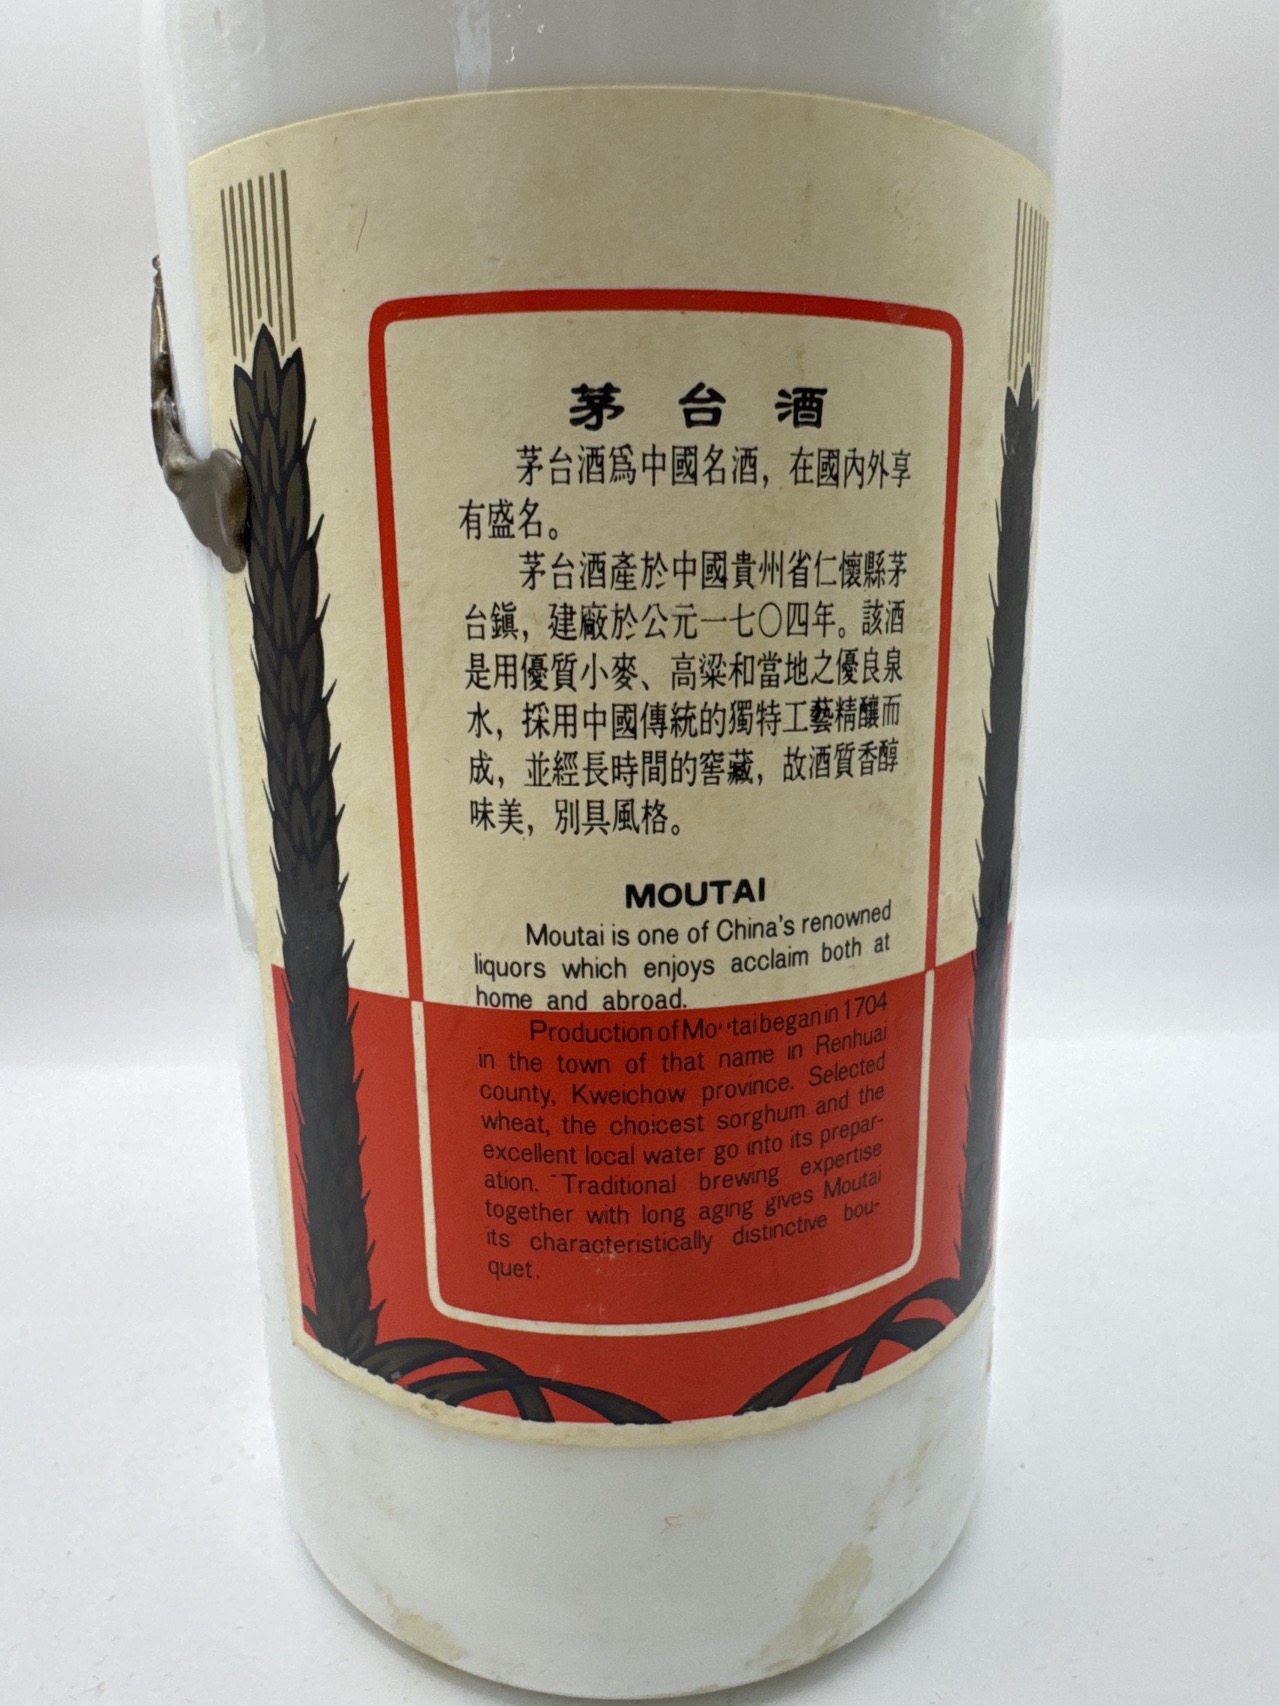 茅台酒
茅台酒爲中國名酒，在國內外享
有盛名。
茅台酒產於中國貴州省仁懷縣茅
台鎭，建廠於公元一七〇四年。該酒
是用優質小麥、高粱和當地之優良泉
水，採用中國傳統的獨特工藝精釀而
成，並經長時間的窖藏，故酒質香醇
味美，別具風格。
MOUTAI
Moutai is one of China's renowned
liquors which enjoys acclaim both at
home and abroad.
Production of Moutai began in 1704
in the town of that name in Renhuai
county, Kweichow province. Selected
wheat, the choicest sorghum and the
excellent local water go into its prepar-
ation. Traditional brewing expertise
together with long aging gives Moutai
its characteristically distinctive bou-
quet.